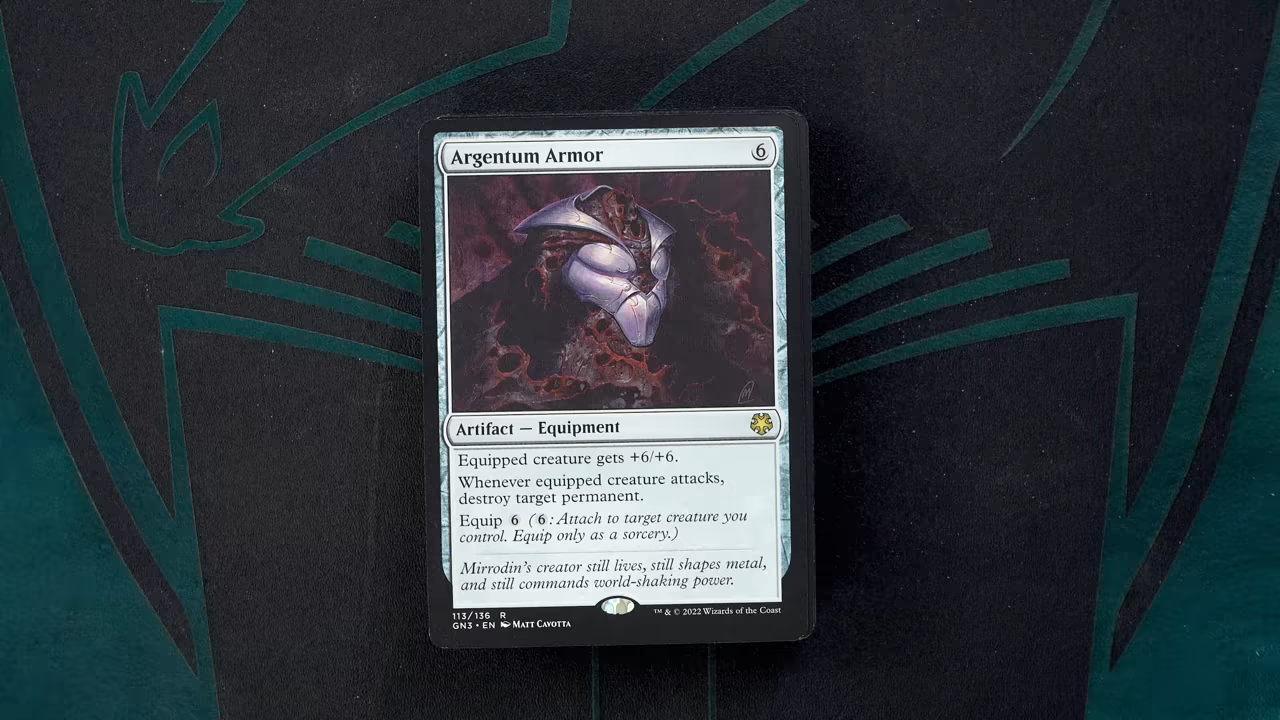 Argentum Armor 6
Artifact — Equipment
Equipped creature gets +6/+6.
Whenever equipped creature attacks,
destroy target permanent.
Equip 6 (6: Attach to target creature you
control. Equip only as a sorcery.)
Mirrodin's creator still lives, still shapes metal,
and still commands world-shaking power.
113/136 R
GN3 • EN MATT CAVOTTA
™ & © 2022 Wizards of the Coast